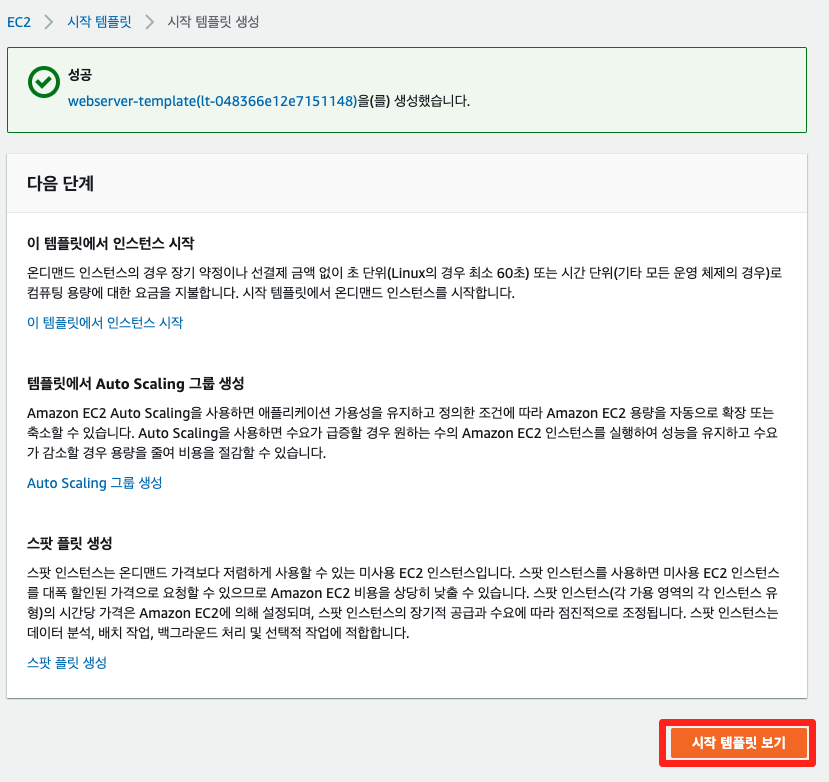 EC2 > 시작 템플릿 > 시작 템플릿 생성
성공
webserver-template(lt-048366e12e7151148)을(를) 생성했습니다.
다음 단계
이 템플릿에서 인스턴스 시작
온디맨드 인스턴스의 경우 장기 약정이나 선결제 금액 없이 초 단위(Linux의 경우 최소 60초) 또는 시간 단위(기타 모든 운영 체제의 경우)로
컴퓨팅 용량에 대한 요금을 지불합니다. 시작 템플릿에서 온디맨드 인스턴스를 시작합니다.
이 템플릿에서 인스턴스 시작
템플릿에서 Auto Scaling 그룹 생성
Amazon EC2 Auto Scaling을 사용하면 애플리케이션 가용성을 유지하고 정의한 조건에 따라 Amazon EC2 용량을 자동으로 확장 또는
축소할 수 있습니다. Auto Scaling을 사용하면 수요가 급증할 경우 원하는 수의 Amazon EC2 인스턴스를 실행하여 성능을 유지하고 수요
가 감소할 경우 용량을 줄여 비용을 절감할 수 있습니다.
Auto Scaling 그룹 생성
스팟 플릿 생성
스팟 인스턴스는 온디맨드 가격보다 저렴하게 사용할 수 있는 미사용 EC2 인스턴스입니다. 스팟 인스턴스를 사용하면 미사용 EC2 인스턴스
를 대폭 할인된 가격으로 요청할 수 있으므로 Amazon EC2 비용을 상당히 낮출 수 있습니다. 스팟 인스턴스(각 가용 영역의 각 인스턴스 유
형)의 시간당 가격은 Amazon EC2에 의해 설정되며, 스팟 인스턴스의 장기적 공급과 수요에 따라 점진적으로 조정됩니다. 스팟 인스턴스는
데이터 분석, 배치 작업, 백그라운드 처리 및 선택적 작업에 적합합니다.
스팟 플릿 생성
시작 템플릿 보기